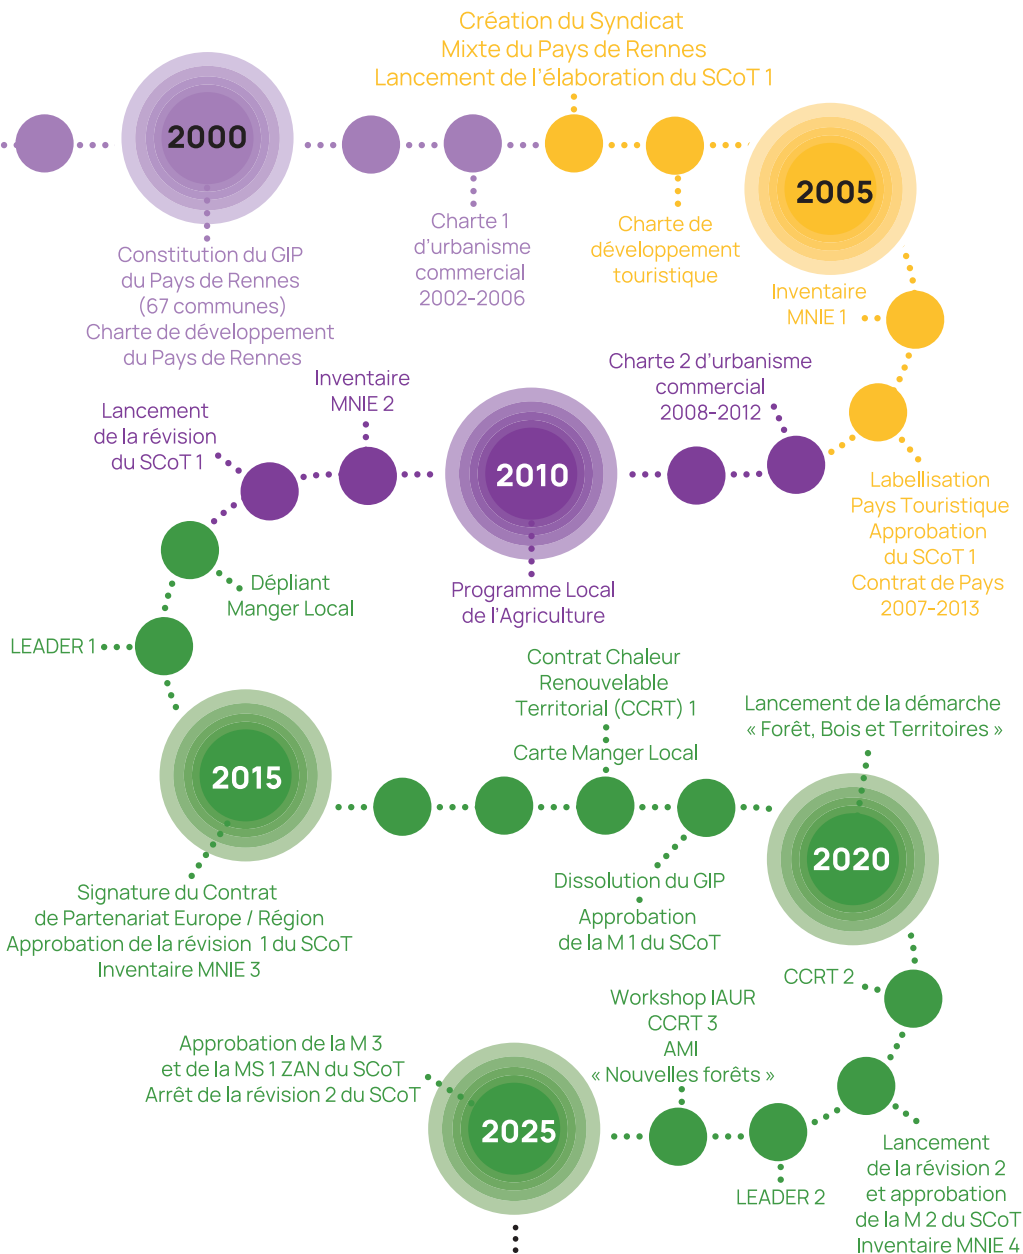 2000
Constitution du GIP
du Pays de Rennes
(67 communes)
Charte de développement
du Pays de Rennes
Charte 1
d'urbanisme
commercial
2002-2006
Création du Syndicat
Mixte du Pays de Rennes
Lancement de l'élaboration du SCoT 1
Charte de
développement
touristique
2005
Inventaire
MNIE 1
Labellisation
Pays Touristique
Approbation
du SCoT 1
Contrat de Pays
2007-2013
Charte 2 d'urbanisme
commercial
2008-2012
2010
Programme Local
de l'Agriculture
Inventaire
MNIE 2
Lancement
de la révision
du SCoT 1
Dépliant
Manger Local
LEADER 1
2015
Signature du Contrat
de Partenariat Europe / Région
Approbation de la révision 1 du SCoT
Inventaire MNIE 3
Contrat Chaleur
Renouvelable
Territorial (CCRT) 1
Carte Manger Local
Dissolution du GIP
Approbation
de la M 1 du SCoT
Lancement de la démarche
« Forêt, Bois et Territoires »
2020
CCRT 2
Lancement
de la révision 2
et approbation
de la M 2 du SCoT
Inventaire MNIE 4
LEADER 2
Workshop IAUR
CCRT 3
AMI
« Nouvelles forêts »
2025
Approbation de la M 3
et de la MS 1 ZAN du SCoT
Arrêt de la révision 2 du SCoT